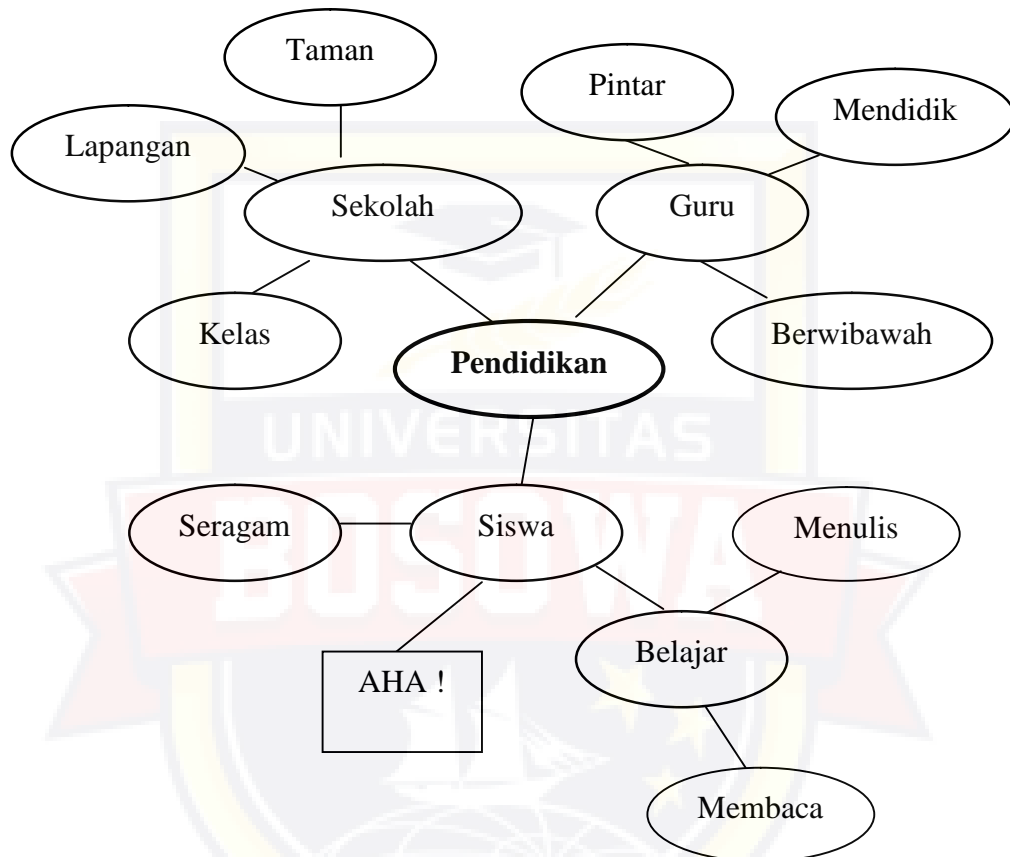 Taman
Pintar
Mendidik
Lapangan
Sekolah
Guru
Kelas
Berwibawah
Pendidikan
UNIVERSITAS
Seragam
Siswa
Menulis
BOSOWA
Belajar
AHA !
Membaca